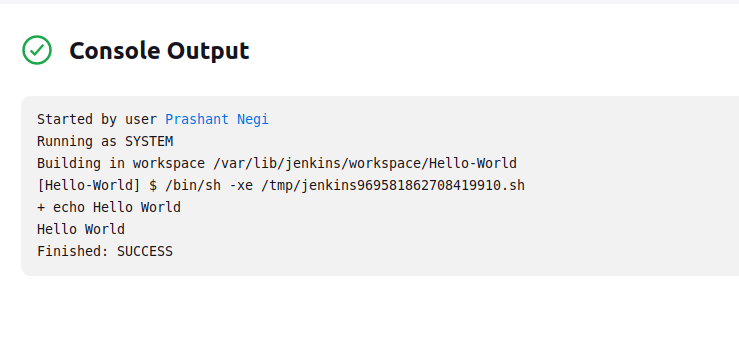 Console Output
Started by user Prashant Negi
Running as SYSTEM
Building in workspace /var/lib/jenkins/workspace/Hello-World
[Hello-World] $ /bin/sh -xe /tmp/jenkins969581862708419910.sh
+ echo Hello World
Hello World
Finished: SUCCESS